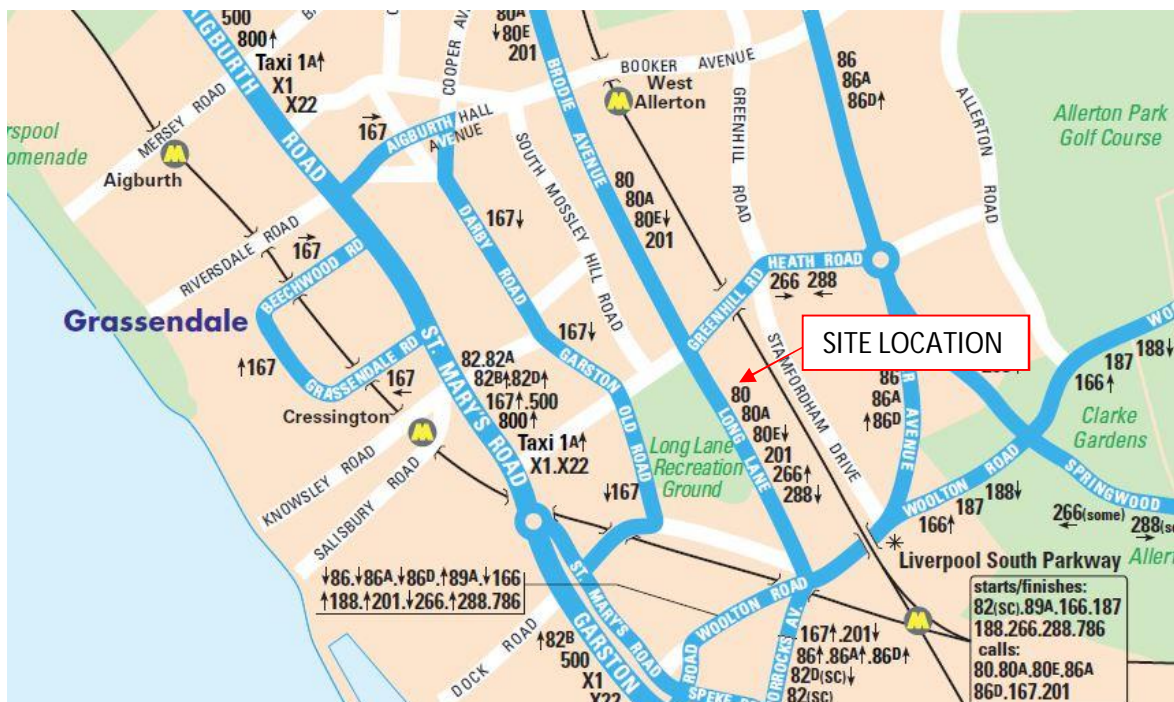 500
800↑
Taxi 1A↑
X1
X22
AIGBURTH
ROAD
MERSEY ROAD
Aigburth
RIVERSDALE ROAD
→
167
BEECHWOOD RD
Grassendale
↑167
GRASSENDALE RD
167
←
Cressington
KNOWSLEY ROAD
SALISBURY ROAD
→
167
AIGBURTH HALL
AVENUE
COOPER AV.
80A
↓80E
201
BRODIE AVENUE
BOOKER AVENUE
West
Allerton
SOUTH MOSSLEY HILL ROAD
DARBY ROAD
167↓
167↓
GARSTON
OLD ROAD
↓167
80
80A
80E↓
201
GREENHILL ROAD
GREENHILL RD
HEATH ROAD
266 288
→ ←
86
86A
86D↑
ALLERTON ROAD
Allerton Park
Golf Course
SITE LOCATION
STAMFORDHAM DRIVE
LONG LANE
80
80A
80E↓
201
266↑
288↓
Long Lane
Recreation
Ground
ST. MARY'S ROAD
82.82A
82B↑.82D↑
167↑.500
800↑
Taxi 1A↑
X1.X22
86
86A
↑86D
AVENUE
WOOLTON ROAD
166↑ 187 188↓
166↑ 187 188↓
Clarke
Gardens
SPRINGWOOD
266(some)
←
→
Liverpool South Parkway
starts/finishes:
82(SC).89A.166.187
188.266.288.786
calls:
80.80A.80E.86A
86D.167.201
↓86.↓86A.↓86D.↑89A.↓166
↑188.↑201.↓266.↑288.786
DOCK ROAD
↑82B
500
X1
X22
GARSTON
ST. MARY'S ROAD
WOOLTON ROAD
ROAD
SPEKE
167↑.201↓
86↑.86A↑.86D↑
82D(SC)↓
82(SC)